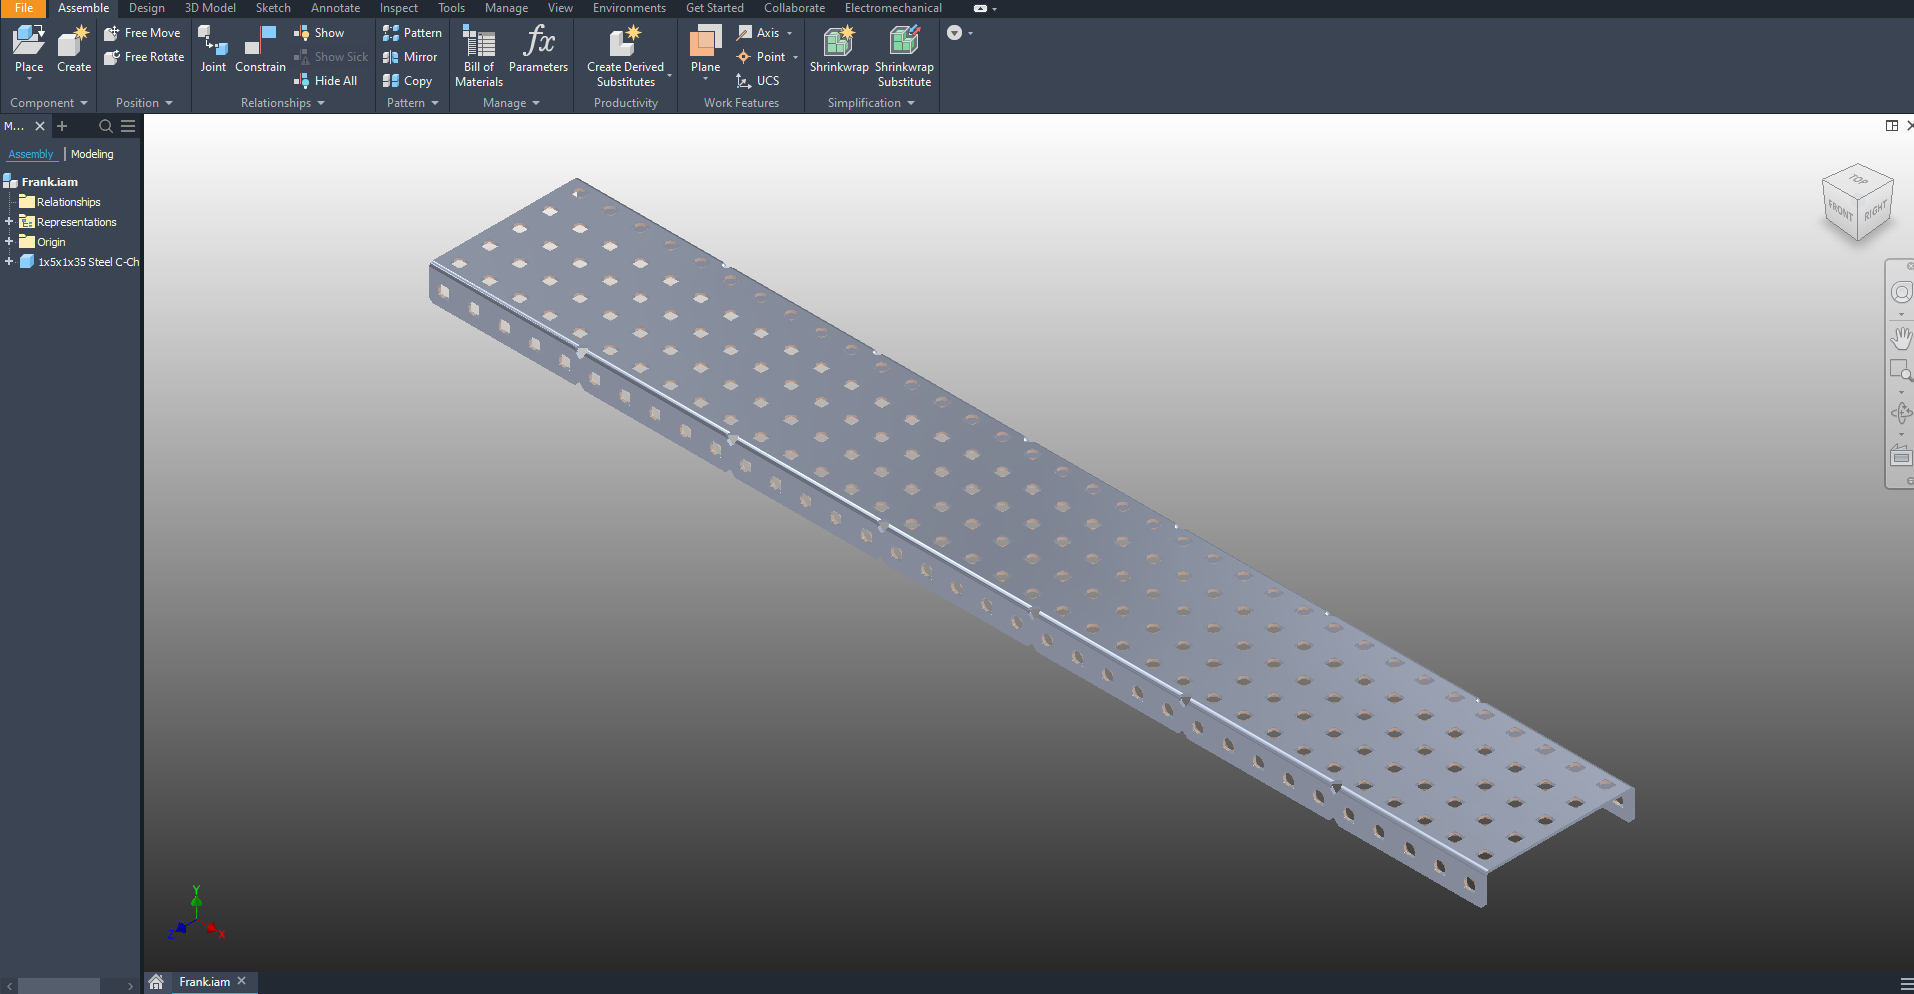 File Assemble Design 3D Model Sketch Annotate Inspect Tools Manage View Environments Get Started Collaborate Electromechanical
Place
Create
Component
Free Move
Free Rotate
Position
Joint
Constrain
Show
Show Sick
Hide All
Relationships
Pattern
Mirror
Copy
Pattern
Bill of
Materials
fx
Parameters
Manage
Create Derived
Substitutes
Productivity
Plane
Axis
Point
UCS
Work Features
Shrinkwrap
Shrinkwrap
Substitute
Simplification
M...
Assembly | Modeling
Frank.iam
Relationships
Representations
Origin
1x5x1x35 Steel C-Ch
TOP
FRONT
RIGHT
Y
Z
X
Frank.iam